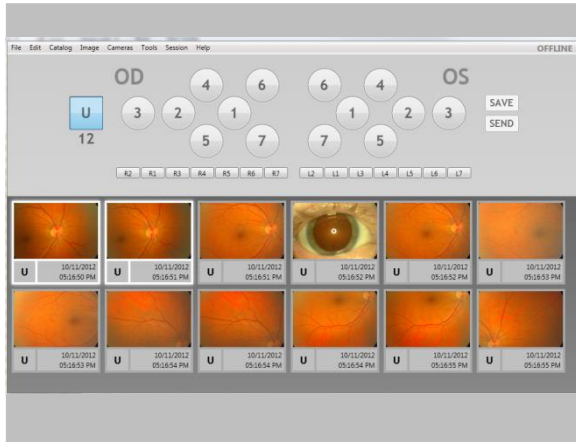 File Edit Catalog Image Cameras Tools Session Help OFFLINE
OD OS
4 6 6 4
U 3 2 1 1 2 3 SAVE
12 SEND
5 7 7 5
R2 R1 R3 R4 R5 R6 R7 L2 L1 L3 L4 L5 L6 L7
U 10/11/2012 U 10/11/2012 U 10/11/2012 U 10/11/2012 U 10/11/2012 U 10/11/2012
05:16:50 PM 05:16:51 PM 05:16:51 PM 05:16:52 PM 05:16:52 PM 05:16:53 PM
U 10/11/2012 U 10/11/2012 U 10/11/2012 U 10/11/2012 U 10/11/2012 U 10/11/2012
05:16:53 PM 05:16:54 PM 05:16:54 PM 05:16:54 PM 05:16:55 PM 05:16:55 PM